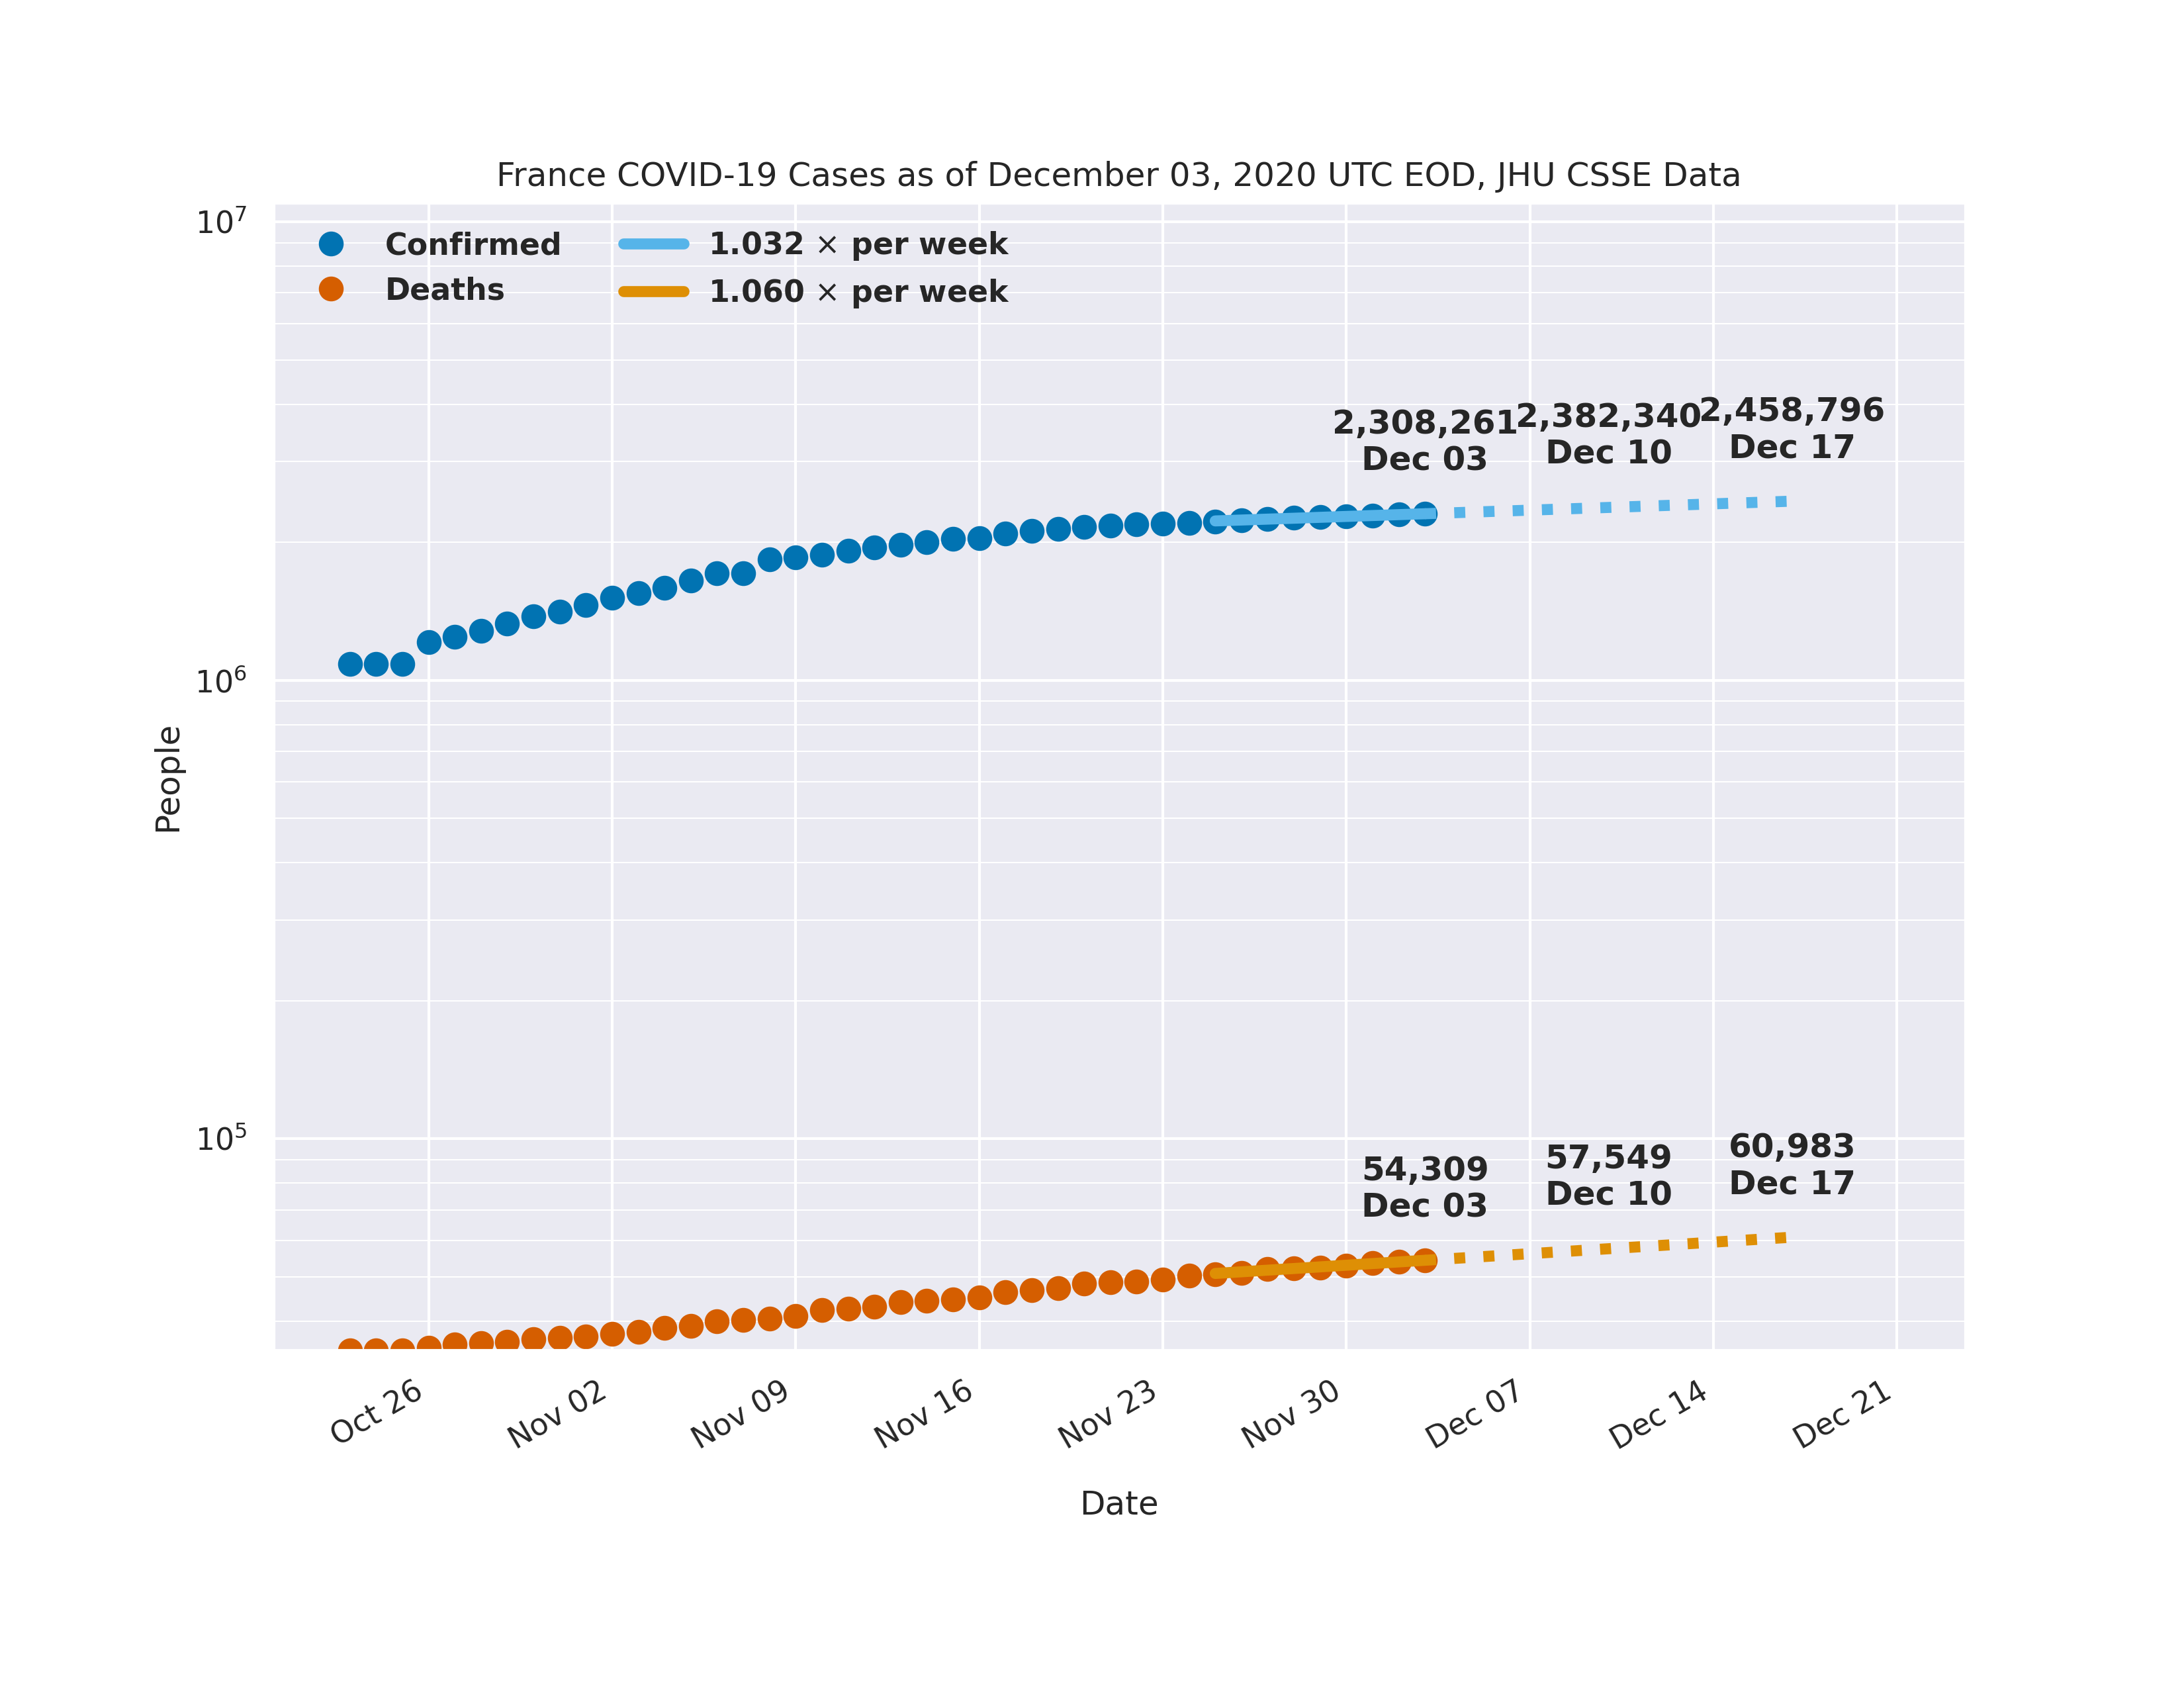 France COVID-19 Cases as of December 03, 2020 UTC EOD, JHU CSSE Data
10⁷
Confirmed
Deaths
1.032 × per week
1.060 × per week
2,308,261
Dec 03
2,382,340
Dec 10
2,458,796
Dec 17
10⁶
People
10⁵
54,309
Dec 03
57,549
Dec 10
60,983
Dec 17
Oct 26
Nov 02
Nov 09
Nov 16
Nov 23
Nov 30
Dec 07
Dec 14
Dec 21
Date